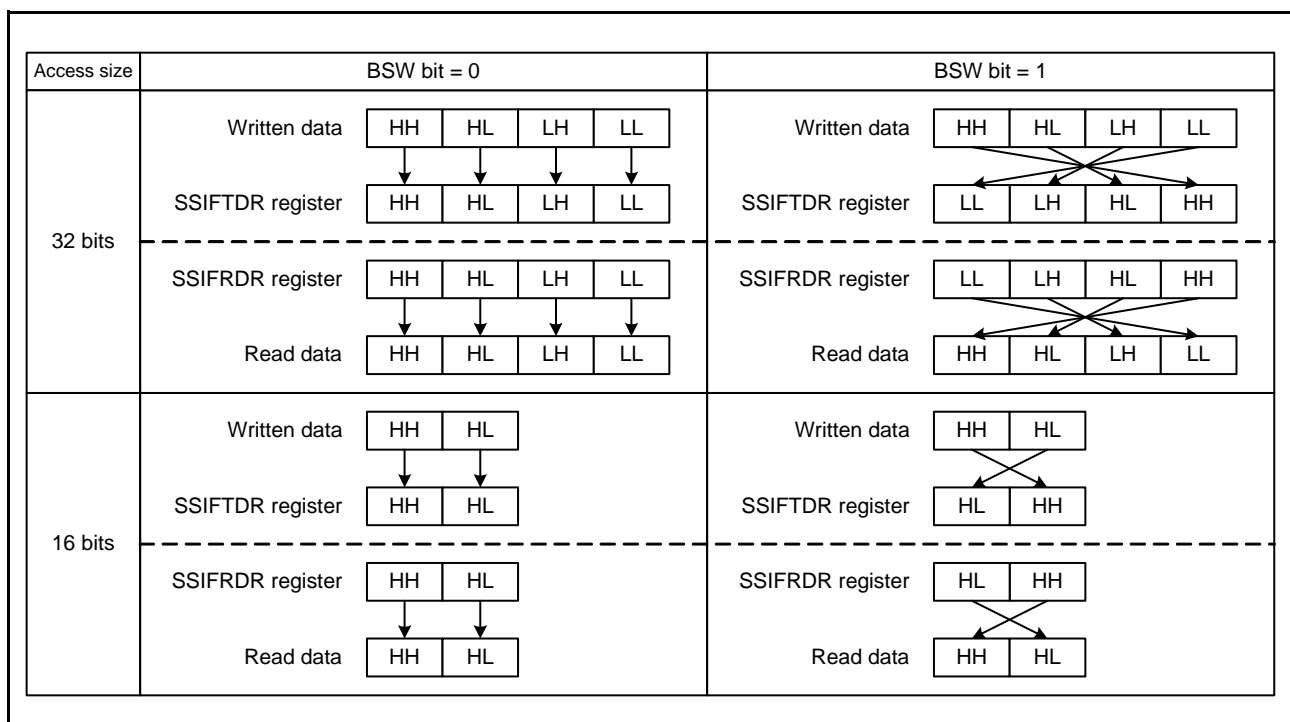 Access size BSW bit = 0 BSW bit = 1
Written data HH HL LH LL Written data HH HL LH LL
SSIFTDR register HH HL LH LL SSIFTDR register LL LH HL HH
32 bits
SSIFRDR register HH HL LH LL SSIFRDR register LL LH HL HH
Read data HH HL LH LL Read data HH HL LH LL
Written data HH HL Written data HH HL
SSIFTDR register HH HL SSIFTDR register HL HH
16 bits
SSIFRDR register HH HL SSIFRDR register HL HH
Read data HH HL Read data HH HL